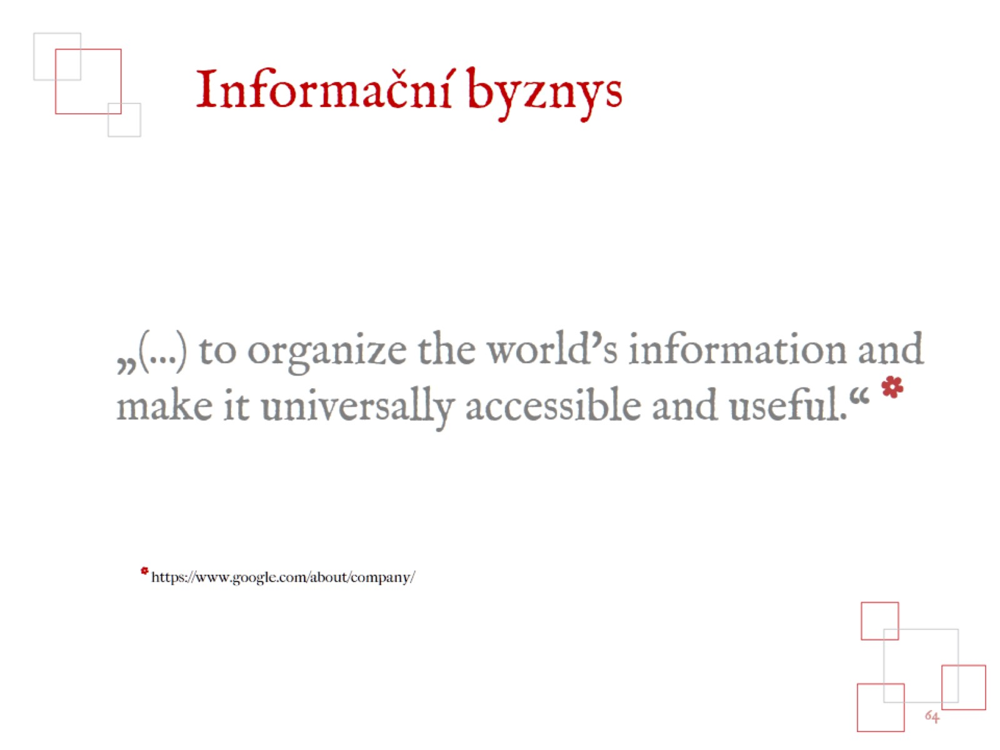 Informační byznys
„(...) to organize the world’s information and
make it universally accessible and useful.“ *
* https://www.google.com/about/company/
64